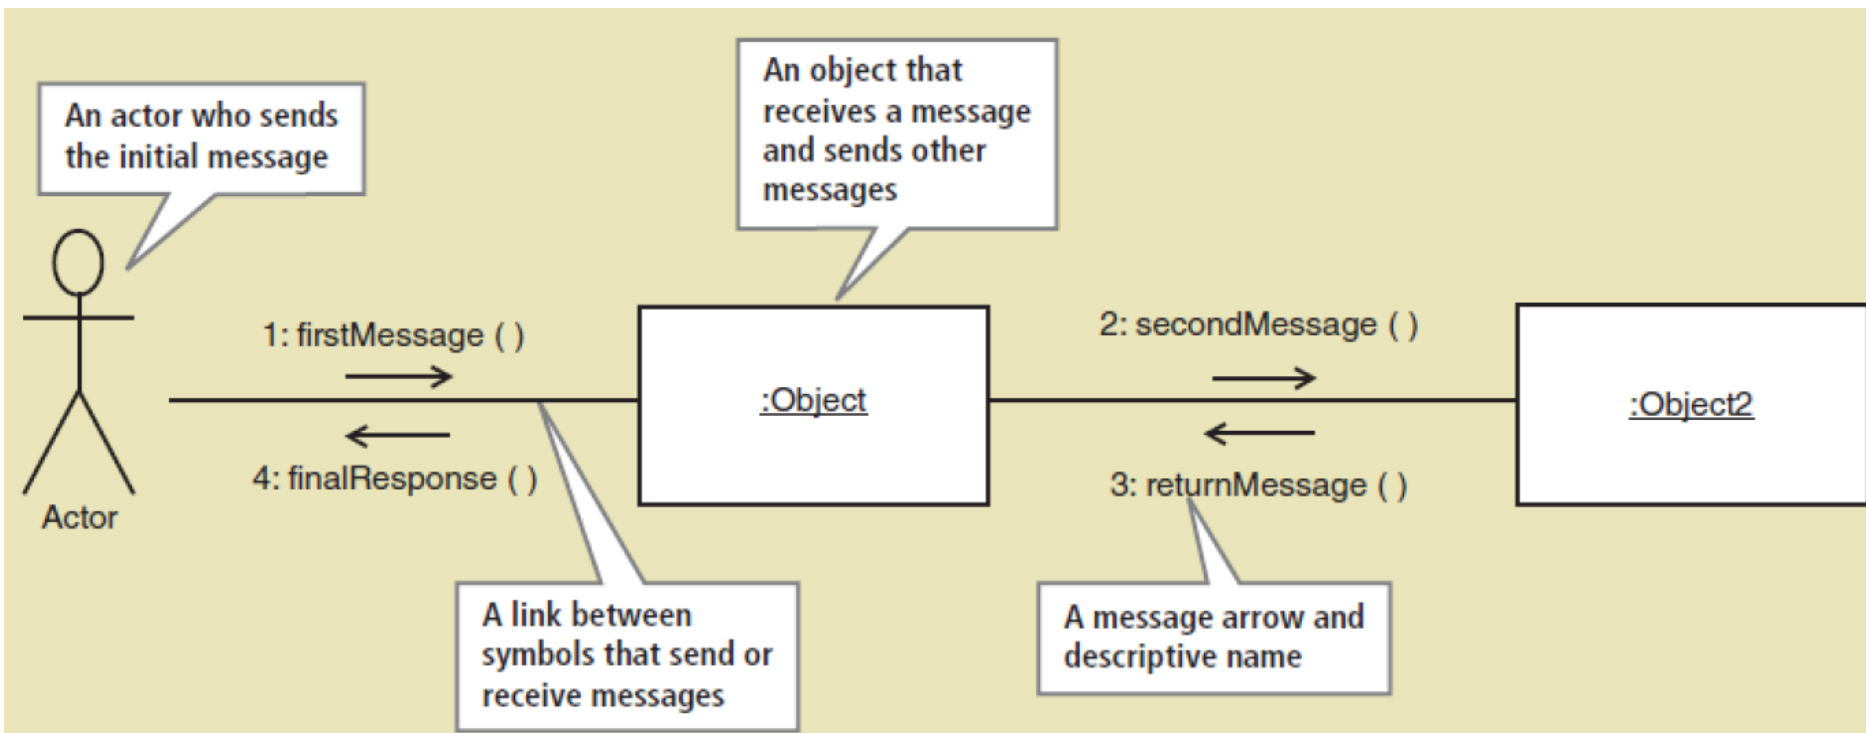 An actor who sends
the initial message
An object that
receives a message
and sends other
messages
1: firstMessage ( )
2: secondMessage ( )
:Object
:Object2
4: finalResponse ( )
3: returnMessage ( )
Actor
A link between
symbols that send or
receive messages
A message arrow and
descriptive name